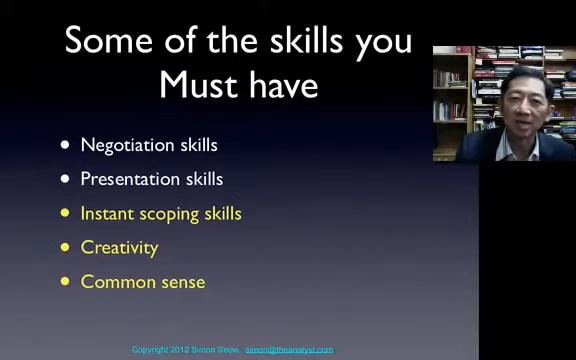 Some of the skills you
Must have
• Negotiation skills
• Presentation skills
• Instant scoping skills
• Creativity
• Common sense
Copyright 2012 Simon Seow, simon@theanalyst.com